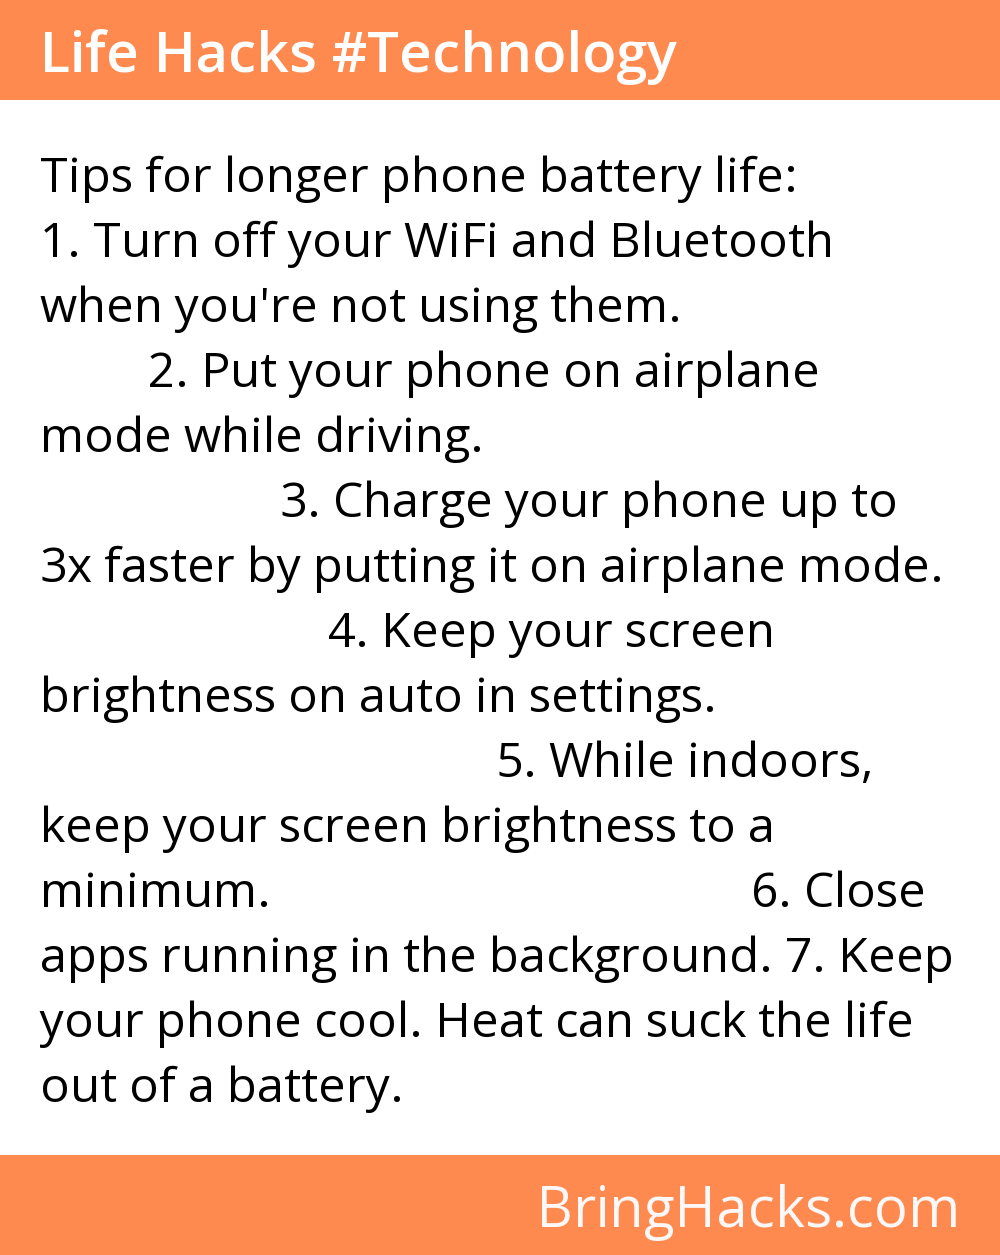 Life Hacks #Technology
Tips for longer phone battery life:
1. Turn off your WiFi and Bluetooth
when you're not using them.
2. Put your phone on airplane
mode while driving.
3. Charge your phone up to
3x faster by putting it on airplane mode.
4. Keep your screen
brightness on auto in settings.
5. While indoors,
keep your screen brightness to a
minimum. 6. Close
apps running in the background. 7. Keep
your phone cool. Heat can suck the life
out of a battery.
BringHacks.com